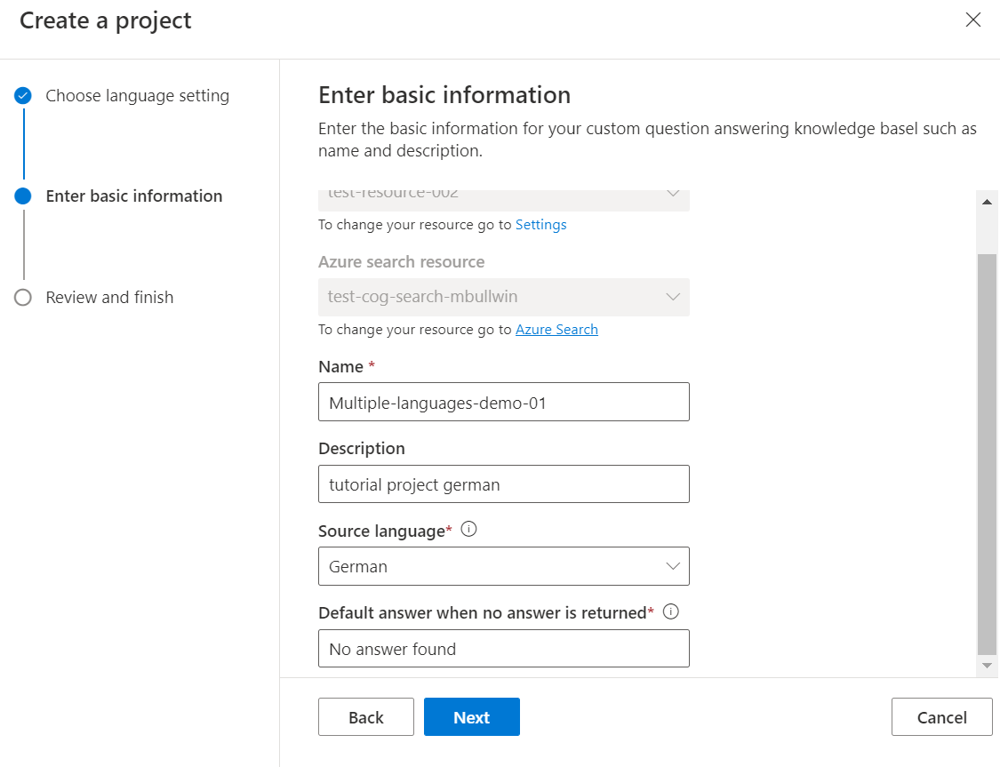 Create a project
Choose language setting
Enter basic information
Review and finish
Enter basic information
Enter the basic information for your custom question answering knowledge basel such as
name and description.
test-resource-002
To change your resource go to Settings
Azure search resource
test-cog-search-mbullwin
To change your resource go to Azure Search
Name *
Multiple-languages-demo-01
Description
tutorial project german
Source language*
German
Default answer when no answer is returned*
No answer found
Back
Next
Cancel